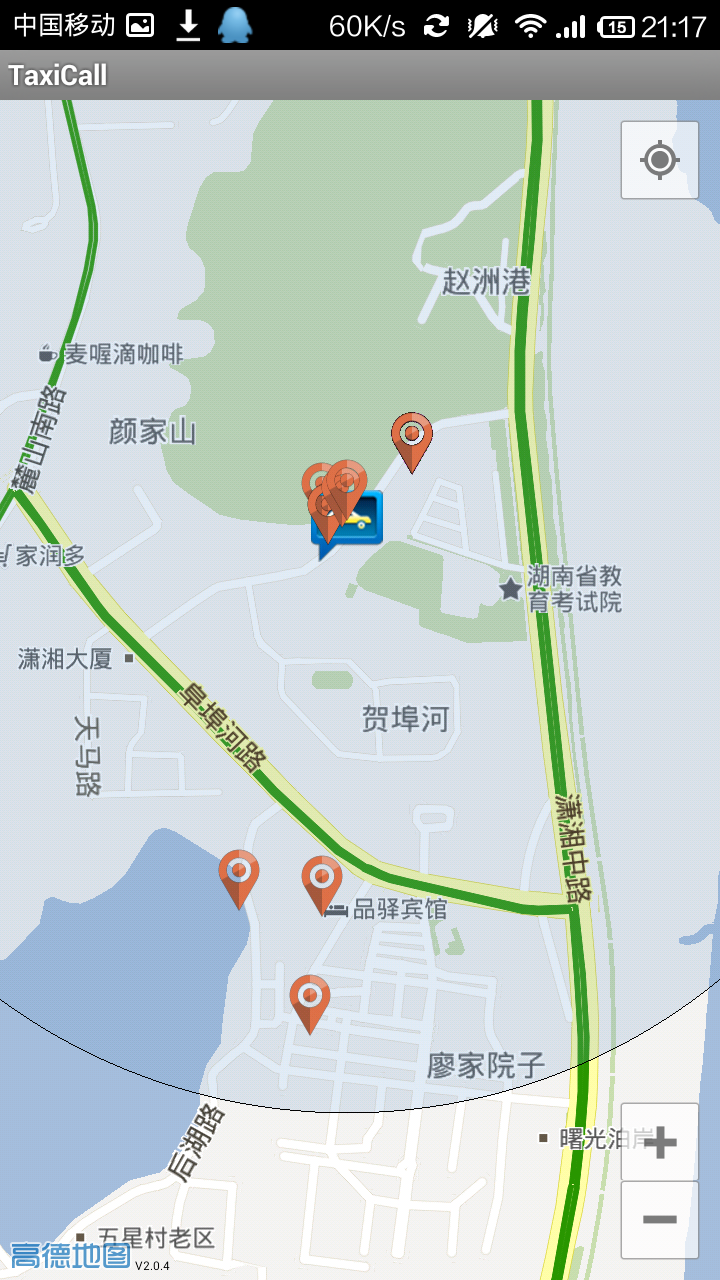 中国移动 60K/s 15 21:17
TaxiCall
赵洲港
麦喔滴咖啡
麓山南路
颜家山
家润多
湖南省教
育考试院
潇湘大厦
阜埠河路
贺埠河
天马路
潇湘中路
品驿宾馆
廖家院子
后湖路
曙光泊岸
五星村老区
高德地图 V2.0.4